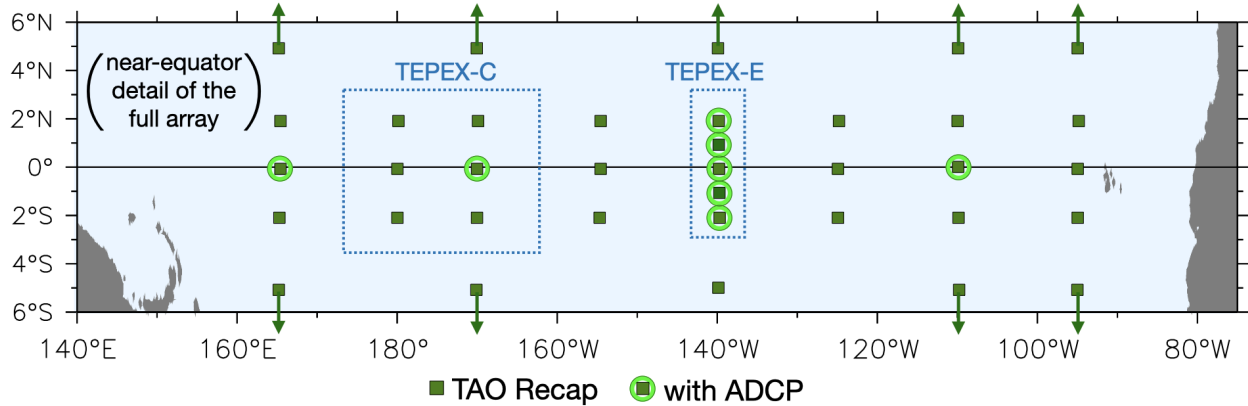 6°N
4°N
2°N
0°
2°S
4°S
6°S
(near-equator
detail of the
full array)
TEPEX-C
TEPEX-E
140°E 160°E 180° 160°W 140°W 120°W 100°W 80°W
TAO Recap with ADCP